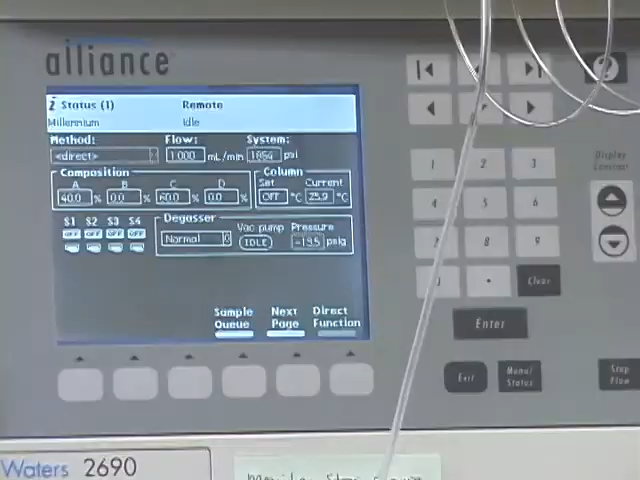 alliance
i Status (1) Remote
Millennium Idle
Method: Flow: System:
<direct> 1.000 mL/min 1854 psi
Composition Column
A B C D Set Current
40.0 % 0.0 % 60.0 % 0.0 % OFF °C 25.9 °C
S1 S2 S3 S4 Degasser
OFF OFF OFF OFF Normal Vac pump Pressure
IDLE -13.5 psig
Sample Next Direct
Queue Page Function
?
Display
Contrast
1 2 3
4 5 6
8 9
Clear
Enter
Exit Menu/
Status
Stop
Flow
Waters 2690